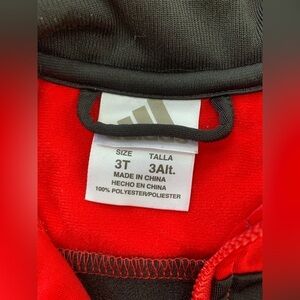 SIZE TALLA
3T 3Alt.
MADE IN CHINA
HECHO EN CHINA
100% POLYESTER/POLIESTER